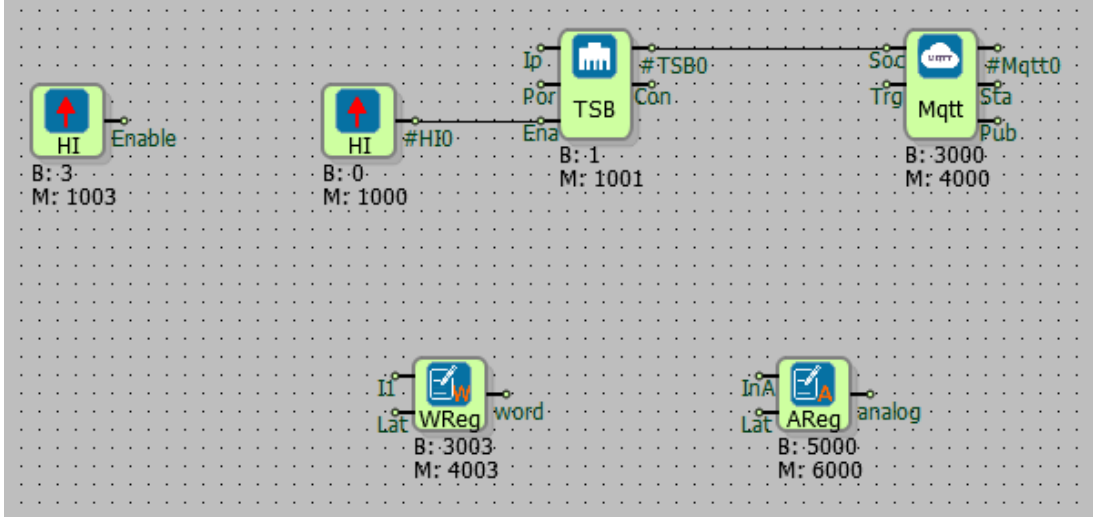 Ip
#TSB0
Por
Con
TSB
Ena
B: 1
M: 1001
Soc
#Mqtt0
MQTT
Trg
Sta
Mqtt
Pub
B: 3000
M: 4000
HI
Enable
B: 3
M: 1003
HI
#HI0
B: 0
M: 1000
I1
W
word
Lat
WReg
B: 3003
M: 4003
InA
A
analog
Lat
AReg
B: 5000
M: 6000